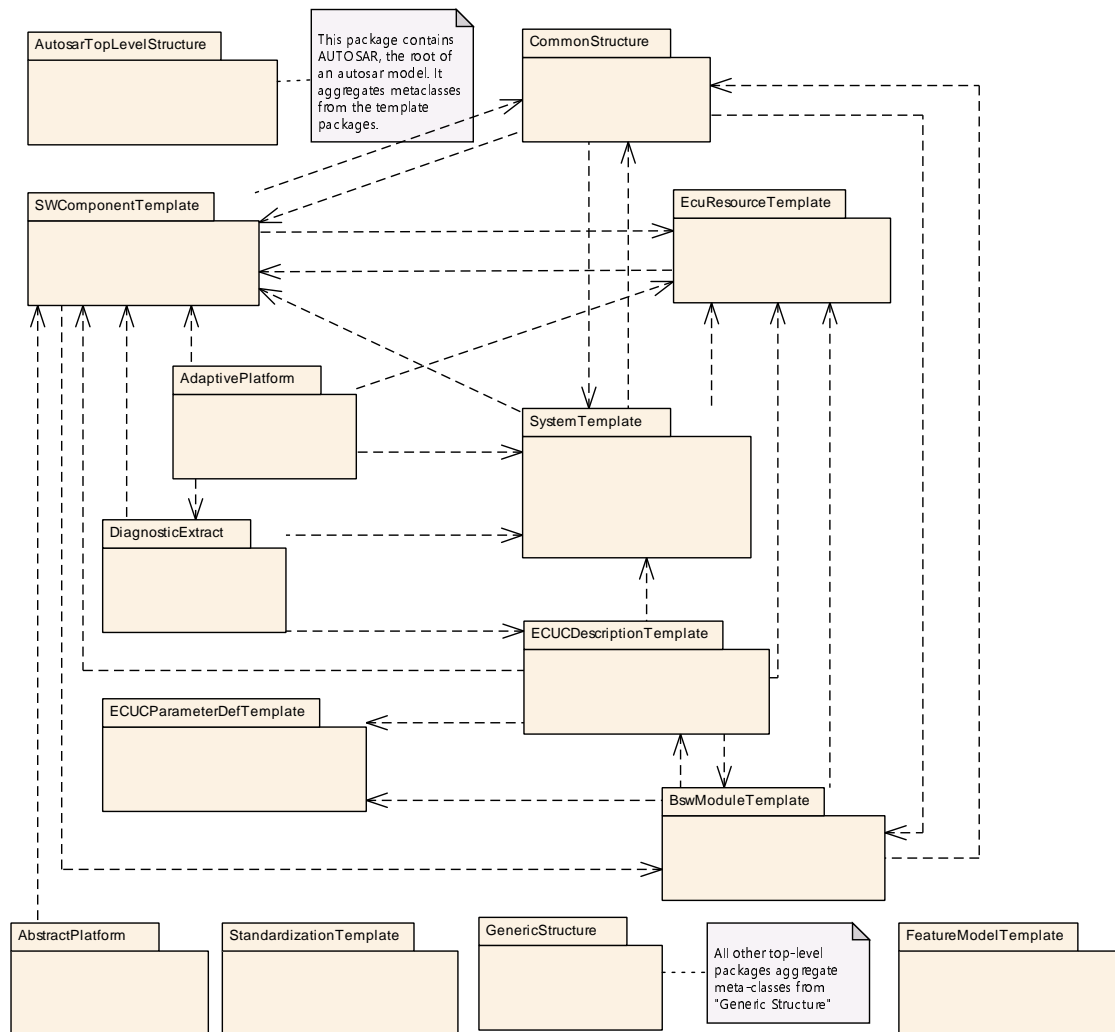 AutosarTopLevelStructure
This package contains
AUTOSAR, the root of
an autosar model. It
aggregates metaclasses
from the template
packages.
CommonStructure
SWComponentTemplate
EcuResourceTemplate
AdaptivePlatform
SystemTemplate
DiagnosticExtract
ECUCDescriptionTemplate
ECUCParameterDefTemplate
BswModuleTemplate
AbstractPlatform
StandardizationTemplate
GenericStructure
All other top-level
packages aggregate
meta-classes from
"Generic Structure"
FeatureModelTemplate